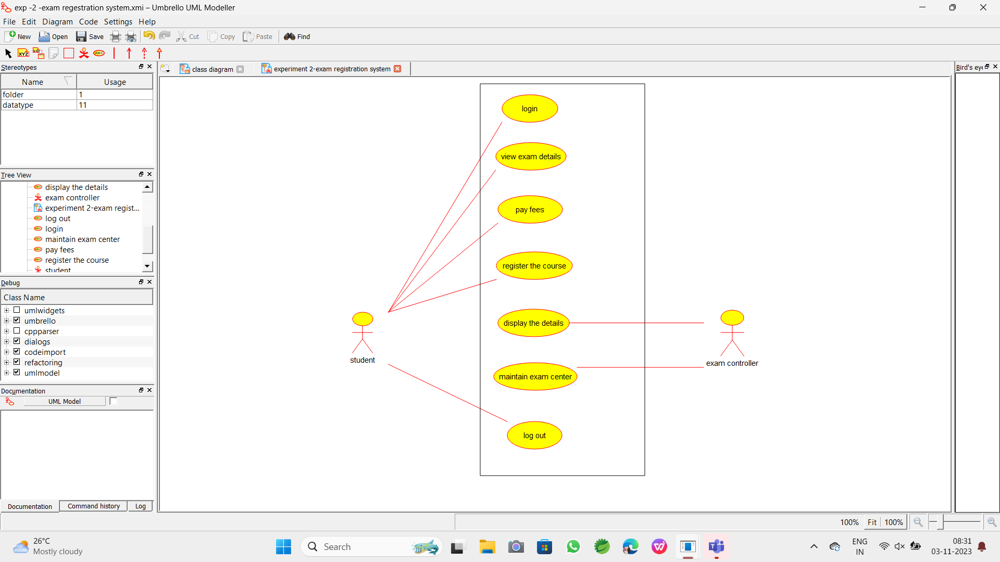 exp -2 -exam regestration system.xmi – Umbrello UML Modeller
File Edit Diagram Code Settings Help
New Open Save Cut Copy Paste Find
XYZ XYZ ABC
Stereotypes
Name Usage
folder 1
datatype 11
Tree View
display the details
exam controller
experiment 2-exam regist...
log out
login
maintain exam center
pay fees
register the course
student
Debug
Class Name
umlwidgets
umbrello
cppparser
dialogs
codeimport
refactoring
umlmodel
Documentation
UML Model
Documentation Command history Log
class diagram experiment 2-exam registration system
login
view exam details
pay fees
register the course
display the details
maintain exam center
log out
student
exam controller
Bird's eye
100% Fit 100%
26°C
Mostly cloudy
Search
ENG
IN
08:31
03-11-2023